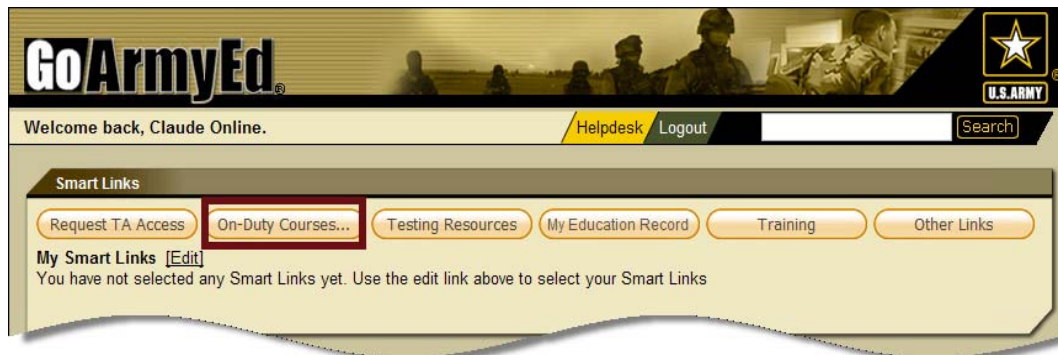 GoArmyEd®
U.S.ARMY
®
Welcome back, Claude Online.
Helpdesk
Logout
Search
Smart Links
Request TA Access
On-Duty Courses...
Testing Resources
My Education Record
Training
Other Links
My Smart Links [Edit]
You have not selected any Smart Links yet. Use the edit link above to select your Smart Links